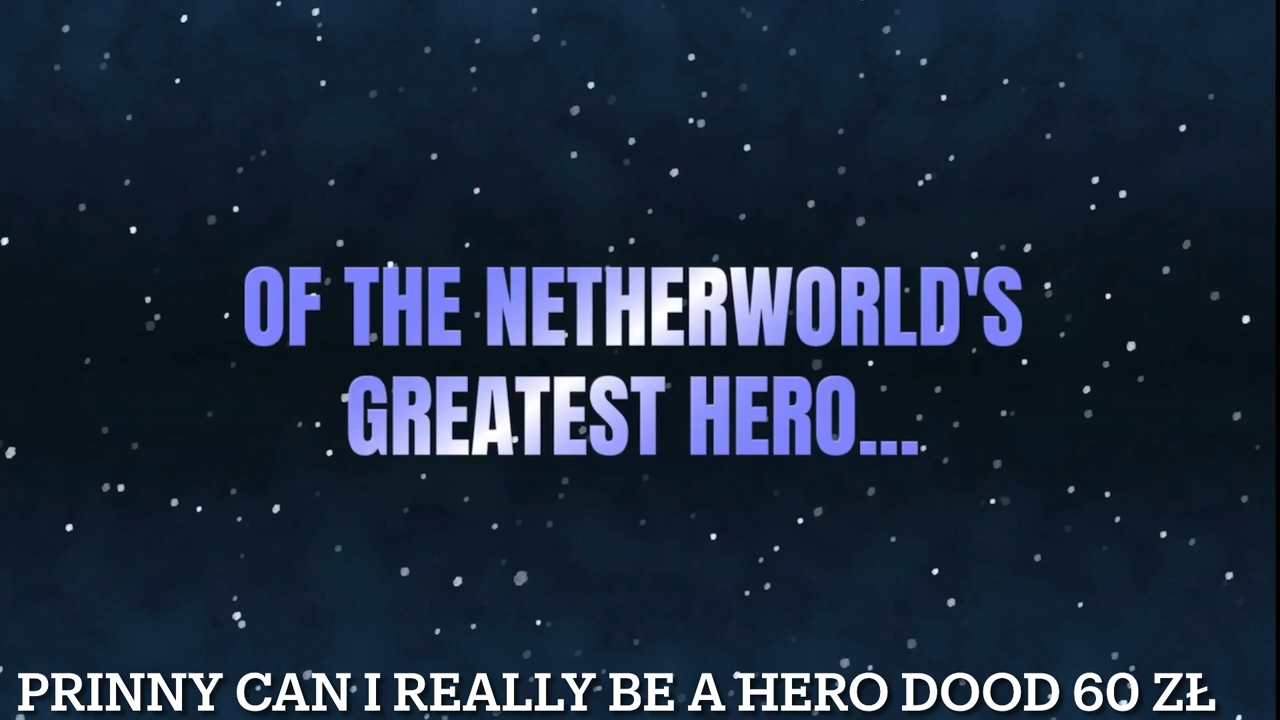 OF THE NETHERWORLD'S
GREATEST HERO...
PRINNY CAN I REALLY BE A HERO DOOD 60 ZŁ